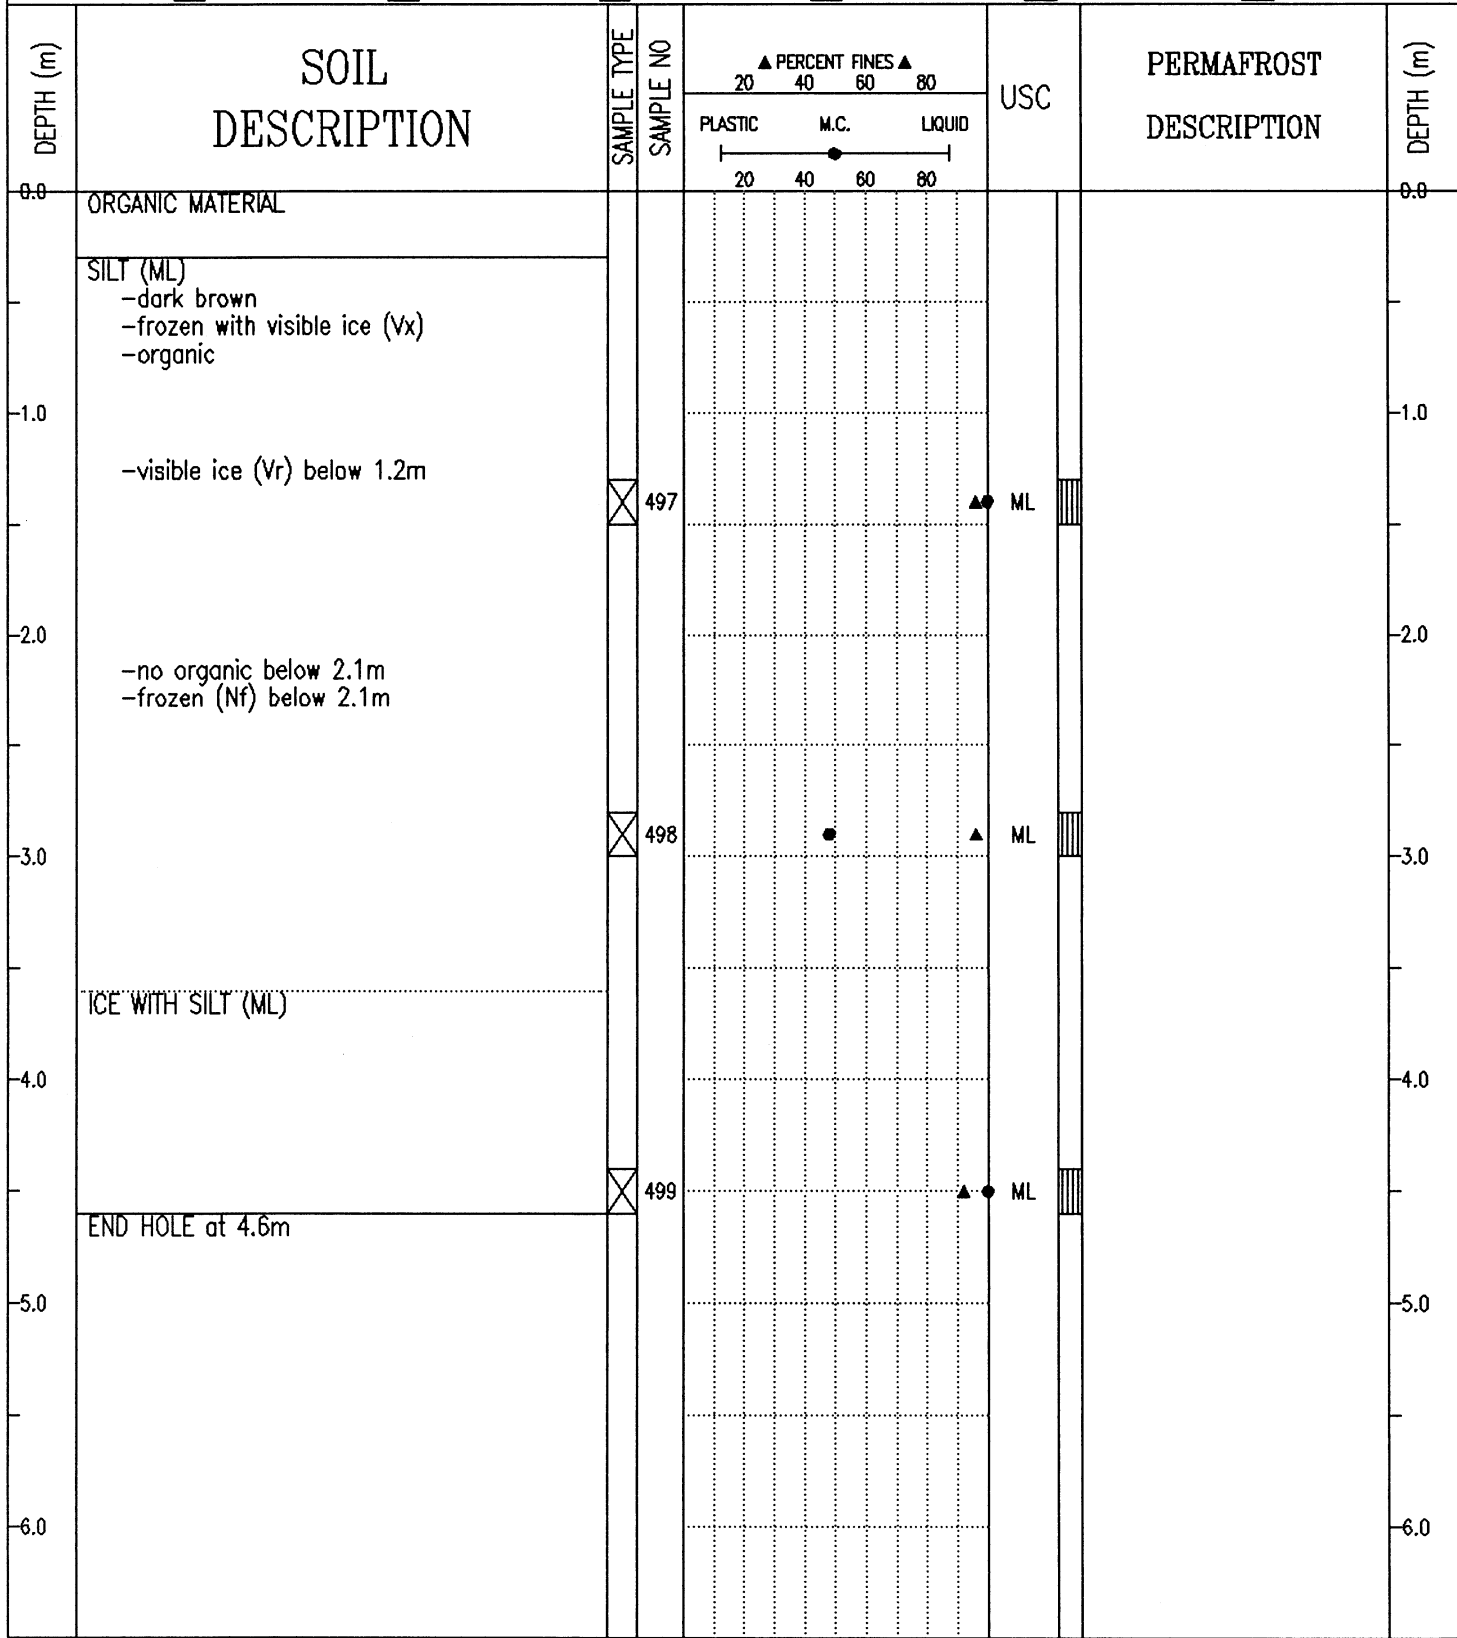 DEPTH (m)
SOIL
DESCRIPTION
SAMPLE TYPE
SAMPLE NO
▲ PERCENT FINES ▲
20 40 60 80
PLASTIC M.C. LIQUID
20 40 60 80
USC
PERMAFROST
DESCRIPTION
DEPTH (m)
0.0 0.0
ORGANIC MATERIAL
SILT (ML)
-dark brown
-frozen with visible ice (Vx)
-organic
1.0 1.0
-visible ice (Vr) below 1.2m
497 ML
2.0 2.0
-no organic below 2.1m
-frozen (Nf) below 2.1m
498 ML
3.0 3.0
ICE WITH SILT (ML)
4.0 4.0
499 ML
END HOLE at 4.6m
5.0 5.0
6.0 6.0